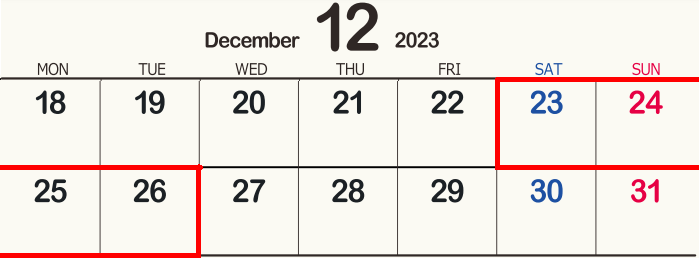 December 12 2023
MON TUE WED THU FRI SAT SUN
18 19 20 21 22 23 24
25 26 27 28 29 30 31